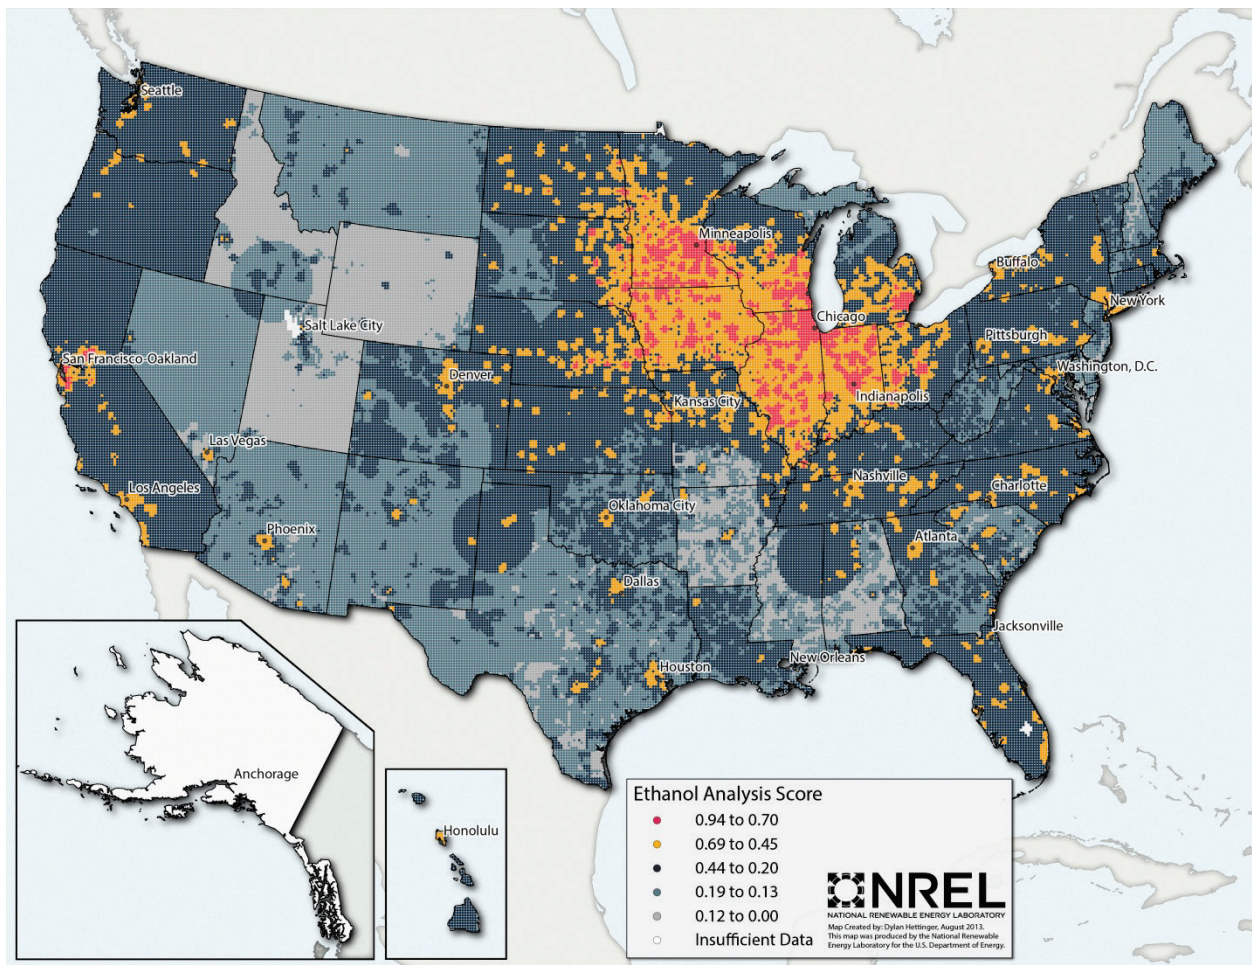 Seattle
Minneapolis
Buffalo
New York
Salt Lake City
Chicago
Pittsburgh
San Francisco-Oakland
Washington, D.C.
Denver
Kansas City
Indianapolis
Las Vegas
Nashville
Los Angeles
Charlotte
Oklahoma City
Phoenix
Atlanta
Dallas
Jacksonville
New Orleans
Houston
Anchorage
Honolulu
Ethanol Analysis Score
0.94 to 0.70
0.69 to 0.45
0.44 to 0.20
0.19 to 0.13
0.12 to 0.00
Insufficient Data
NREL
NATIONAL RENEWABLE ENERGY LABORATORY
Map Created by: Dylan Hettinger, August 2013.
This map was produced by the National Renewable
Energy Laboratory for the U.S. Department of Energy.